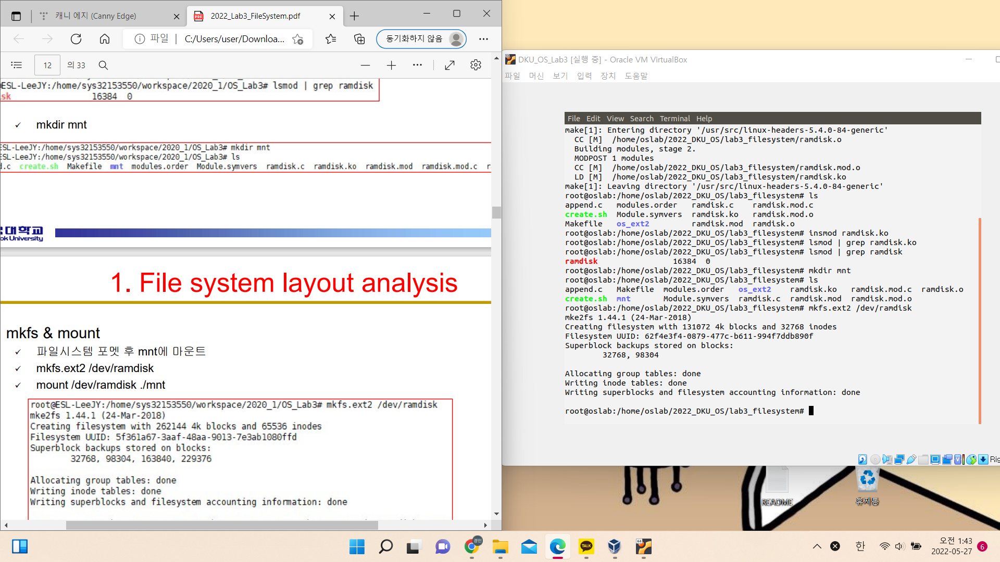 캐니 에지 (Canny Edge)
2022_Lab3_FileSystem.pdf
파일
C:/Users/user/Downloa...
동기화하지 않음
12 의 33
ESL-LeeJY:/home/sys32153550/workspace/2020_1/OS_Lab3# lsmod | grep ramdisk
sk 16384 0
✓ mkdir mnt
ESL-LeeJY:/home/sys32153550/workspace/2020_1/OS_Lab3# mkdir mnt
ESL-LeeJY:/home/sys32153550/workspace/2020_1/OS_Lab3# ls
d.c create.sh Makefile mnt modules.order Module.symvers ramdisk.c ramdisk.ko ramdisk.mod ramdisk.mod.c r
대학교
ok University
1. File system layout analysis
mkfs & mount
✓ 파일시스템 포멧 후 mnt에 마운트
✓ mkfs.ext2 /dev/ramdisk
✓ mount /dev/ramdisk ./mnt
root@ESL-LeeJY:/home/sys32153550/workspace/2020_1/OS_Lab3# mkfs.ext2 /dev/ramdisk
mke2fs 1.44.1 (24-Mar-2018)
Creating filesystem with 262144 4k blocks and 65536 inodes
Filesystem UUID: 5f361a67-3aaf-48aa-9013-7e3ab1080ffd
Superblock backups stored on blocks:
32768, 98304, 163840, 229376
Allocating group tables: done
Writing inode tables: done
Writing superblocks and filesystem accounting information: done
DKU_OS_Lab3 [실행 중] - Oracle VM VirtualBox
파일 머신 보기 입력 장치 도움말
File Edit View Search Terminal Help
make[1]: Entering directory '/usr/src/linux-headers-5.4.0-84-generic'
CC [M] /home/oslab/2022_DKU_OS/lab3_filesystem/ramdisk.o
Building modules, stage 2.
MODPOST 1 modules
CC [M] /home/oslab/2022_DKU_OS/lab3_filesystem/ramdisk.mod.o
LD [M] /home/oslab/2022_DKU_OS/lab3_filesystem/ramdisk.ko
make[1]: Leaving directory '/usr/src/linux-headers-5.4.0-84-generic'
root@oslab:/home/oslab/2022_DKU_OS/lab3_filesystem# ls
append.c modules.order ramdisk.c ramdisk.mod.c
create.sh Module.symvers ramdisk.ko ramdisk.mod.o
Makefile os_ext2 ramdisk.mod ramdisk.o
root@oslab:/home/oslab/2022_DKU_OS/lab3_filesystem# insmod ramdisk.ko
root@oslab:/home/oslab/2022_DKU_OS/lab3_filesystem# lsmod | grep ramdisk.ko
root@oslab:/home/oslab/2022_DKU_OS/lab3_filesystem# lsmod | grep ramdisk
ramdisk 16384 0
root@oslab:/home/oslab/2022_DKU_OS/lab3_filesystem# mkdir mnt
root@oslab:/home/oslab/2022_DKU_OS/lab3_filesystem# ls
append.c Makefile modules.order os_ext2 ramdisk.ko ramdisk.mod.c ramdisk.o
create.sh mnt Module.symvers ramdisk.c ramdisk.mod ramdisk.mod.o
root@oslab:/home/oslab/2022_DKU_OS/lab3_filesystem# mkfs.ext2 /dev/ramdisk
mke2fs 1.44.1 (24-Mar-2018)
Creating filesystem with 131072 4k blocks and 32768 inodes
Filesystem UUID: 62f4e3f4-0879-477c-b611-994f7ddb890f
Superblock backups stored on blocks:
32768, 98304
Allocating group tables: done
Writing inode tables: done
Writing superblocks and filesystem accounting information: done
root@oslab:/home/oslab/2022_DKU_OS/lab3_filesystem#
Rig
README
휴지통
경민
TALK
64
한
오전 1:43
2022-05-27
6